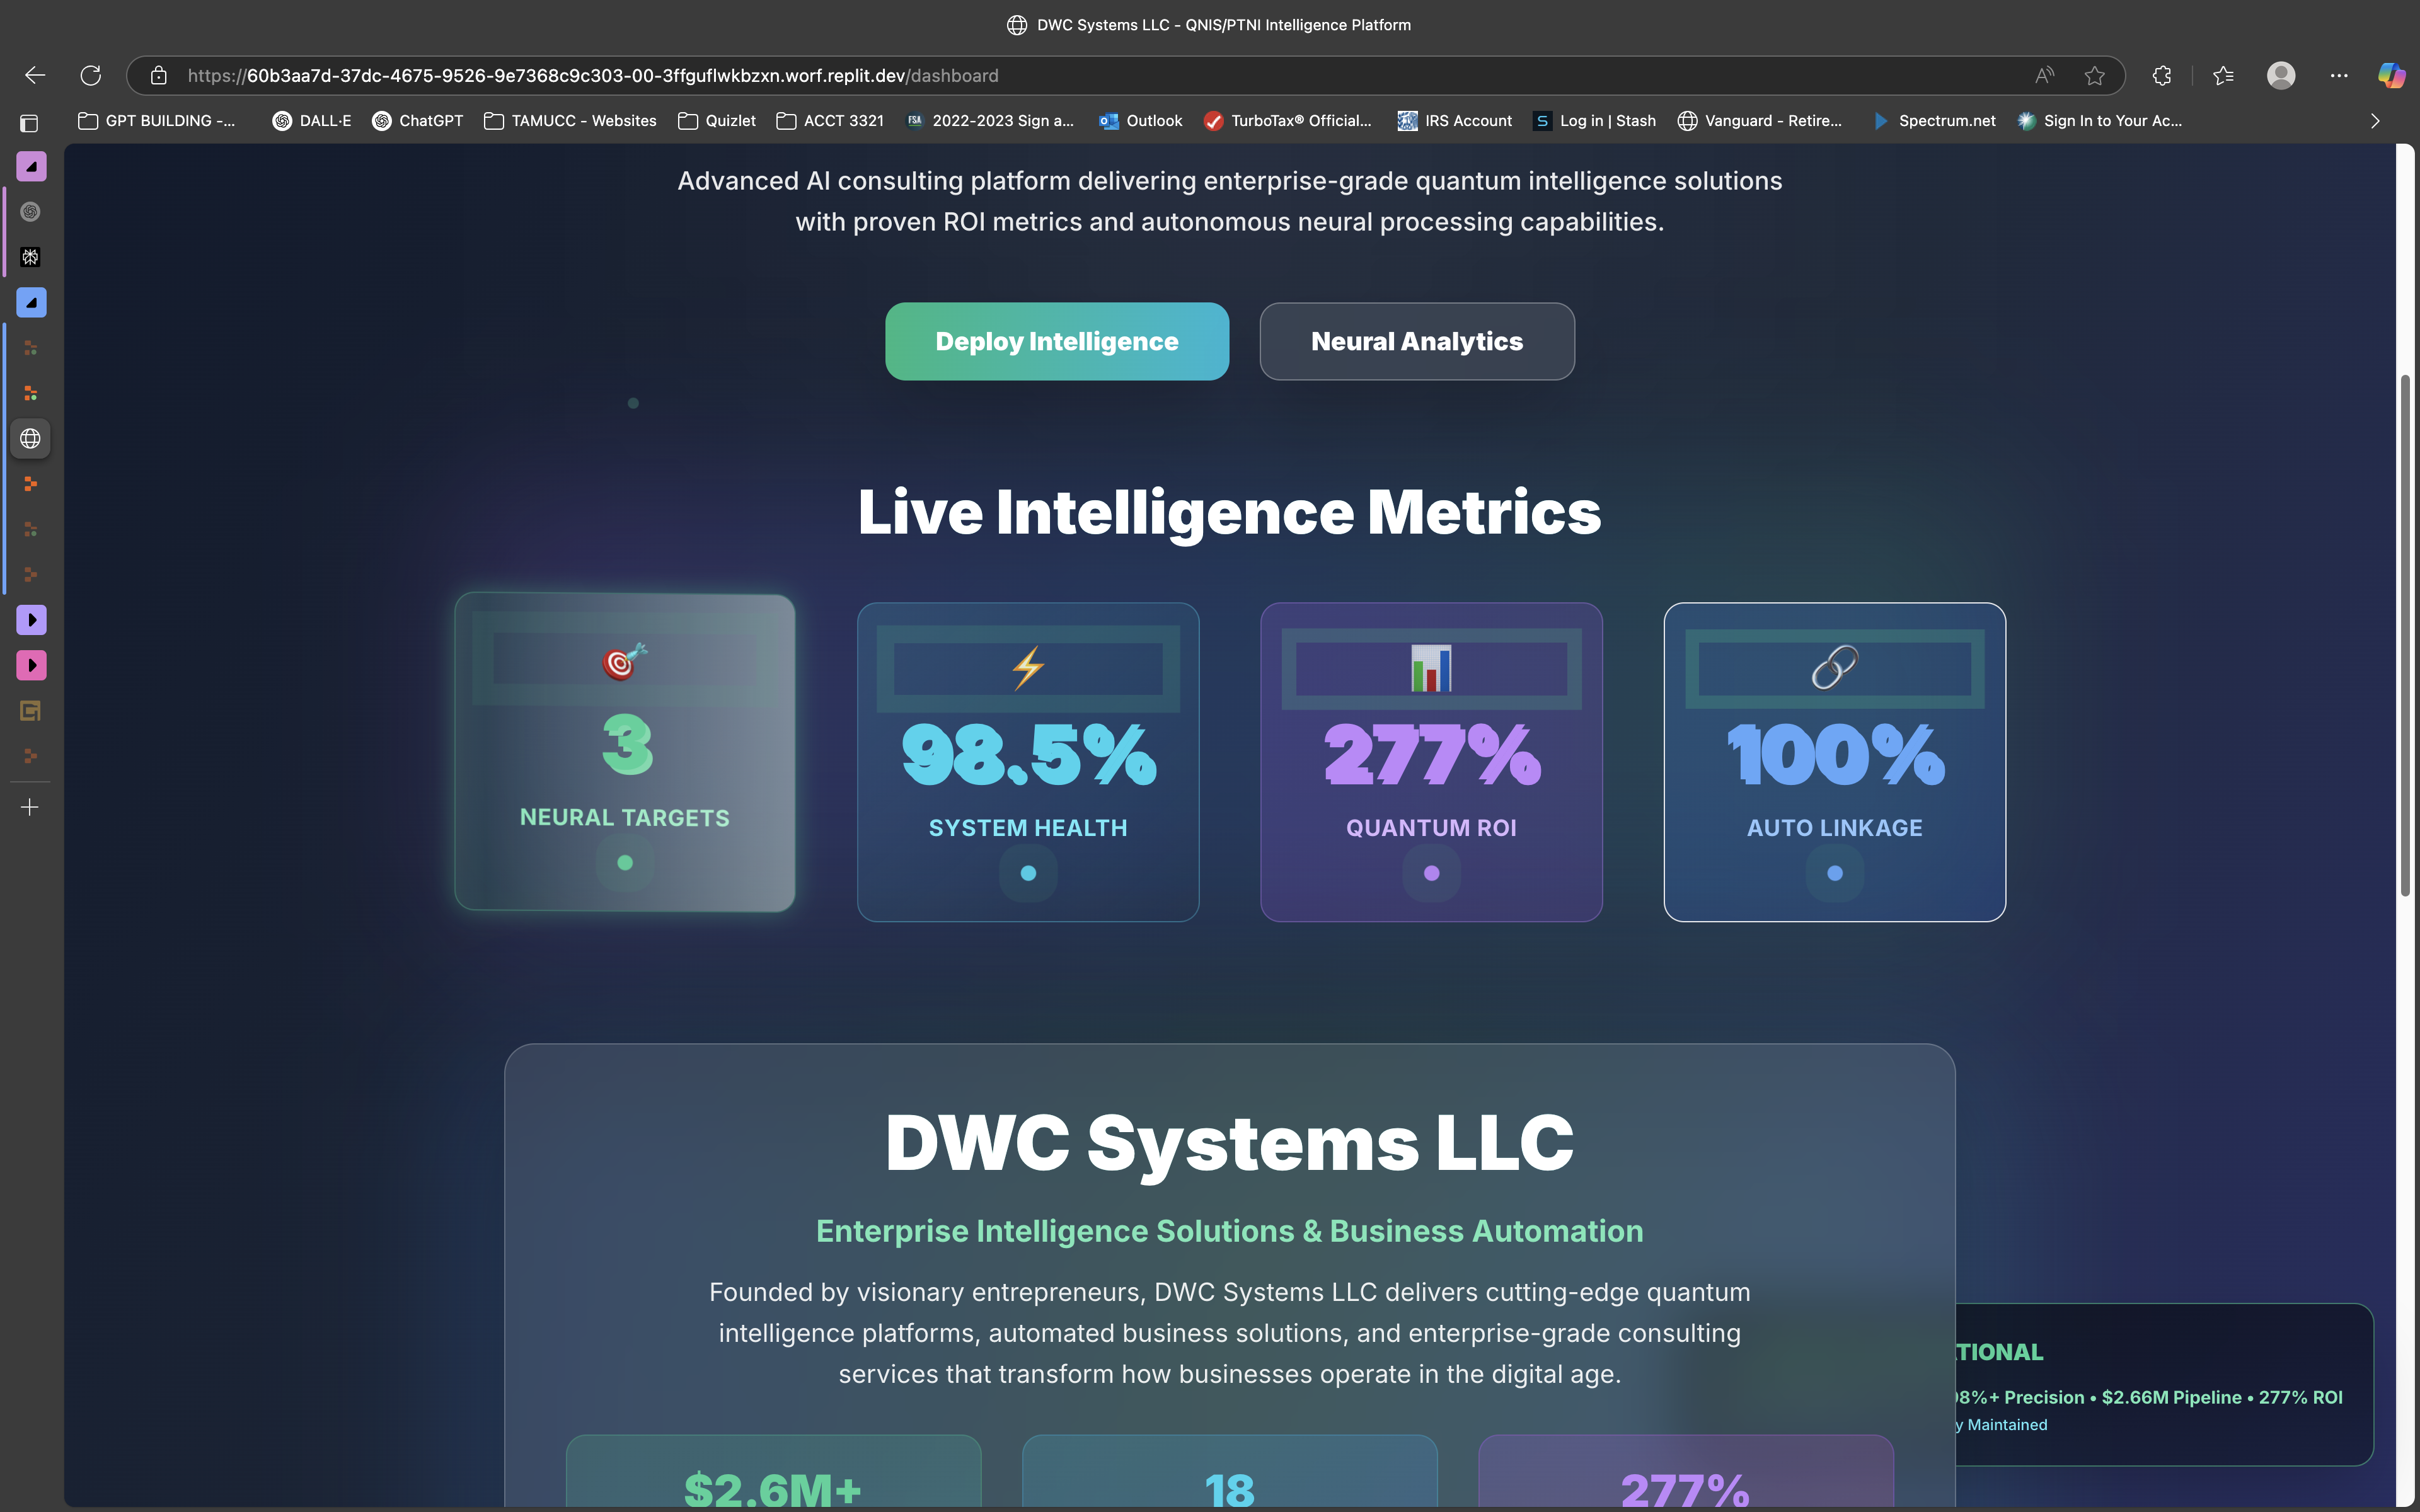 DWC Systems LLC - QNIS/PTNI Intelligence Platform
https://60b3aa7d-37dc-4675-9526-9e7368c9c303-00-3ffguflwkbzxn.worf.replit.dev/dashboard
GPT BUILDING -... DALL·E ChatGPT TAMUCC - Websites Quizlet ACCT 3321 FSA 2022-2023 Sign a... Outlook TurboTax® Official... IRS Account S Log in | Stash Vanguard - Retire... Spectrum.net Sign In to Your Ac...
Advanced AI consulting platform delivering enterprise-grade quantum intelligence solutions
with proven ROI metrics and autonomous neural processing capabilities.
Deploy Intelligence Neural Analytics
Live Intelligence Metrics
3 98.5% 277% 100%
NEURAL TARGETS SYSTEM HEALTH QUANTUM ROI AUTO LINKAGE
DWC Systems LLC
Enterprise Intelligence Solutions & Business Automation
Founded by visionary entrepreneurs, DWC Systems LLC delivers cutting-edge quantum
intelligence platforms, automated business solutions, and enterprise-grade consulting
services that transform how businesses operate in the digital age.
TIONAL
8%+ Precision • $2.66M Pipeline • 277% ROI
y Maintained
$2.6M+ 18 277%